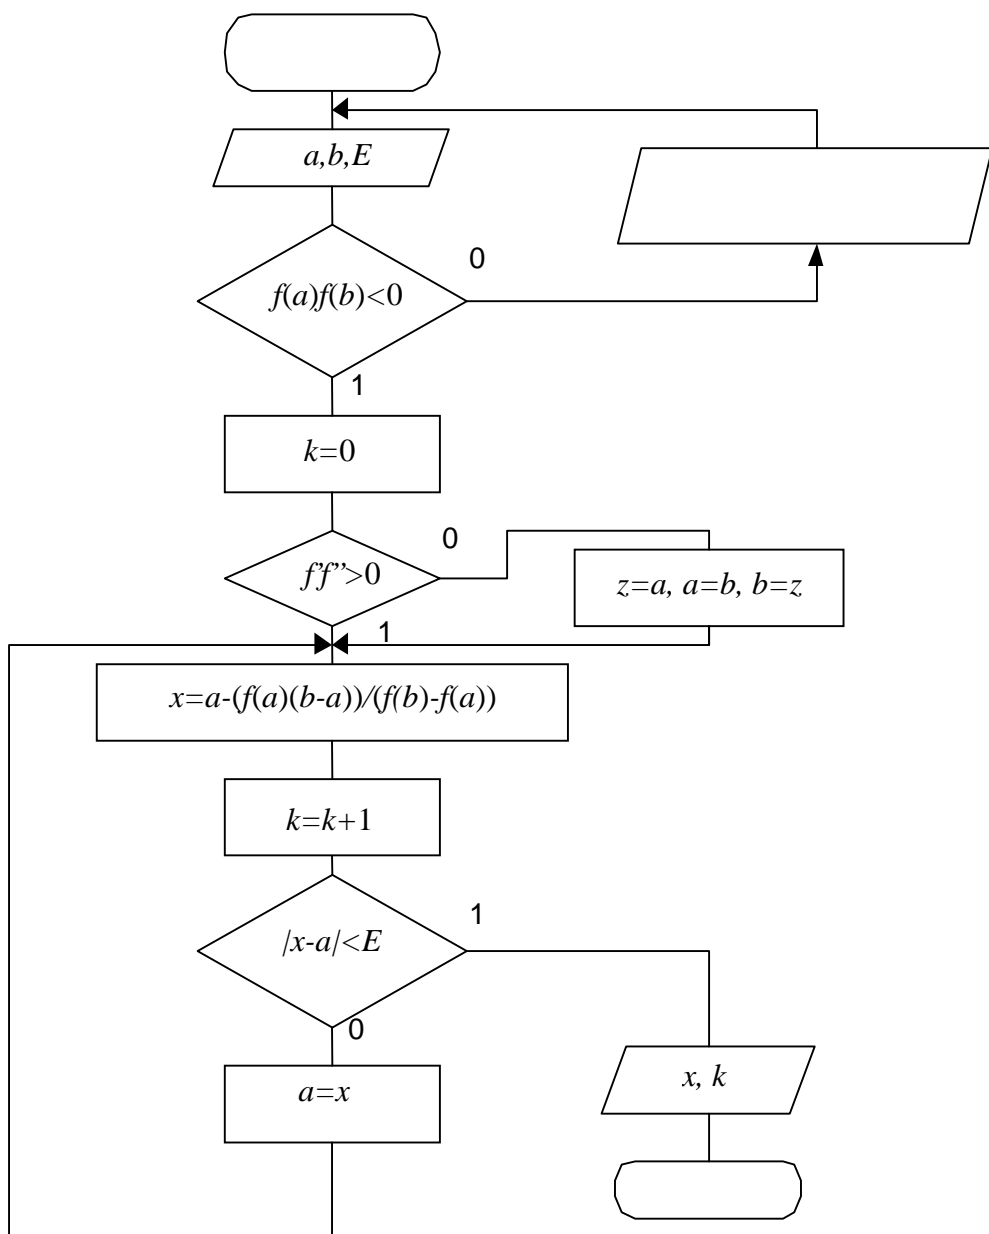 a,b,E
0
f(a)f(b)<0
1
k=0
0
f'f''>0
z=a, a=b, b=z
1
x=a-(f(a)(b-a))/(f(b)-f(a))
k=k+1
1
|x-a|<E
0
x, k
a=x